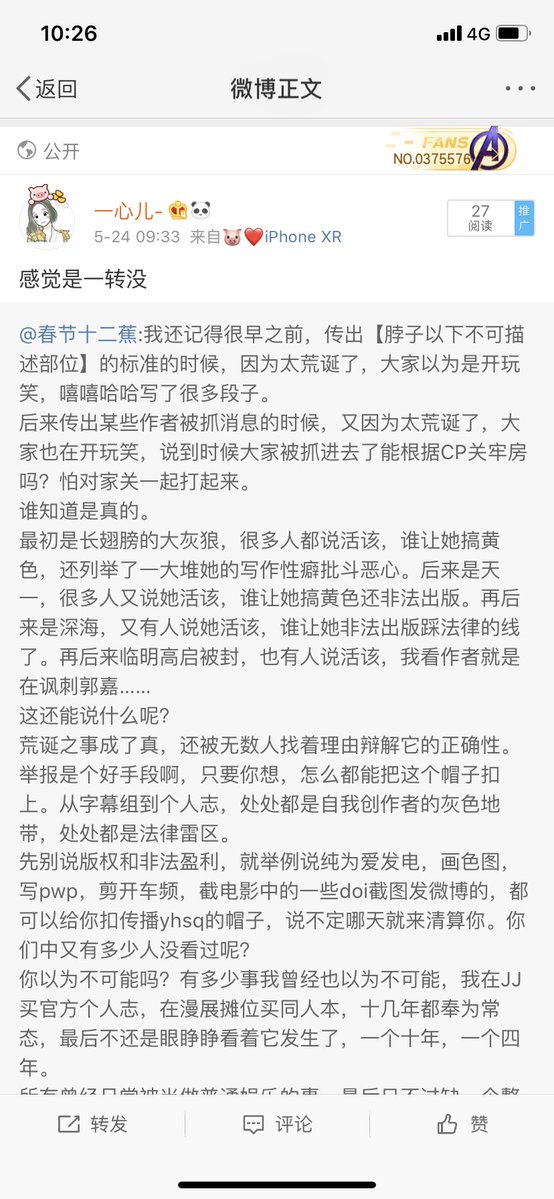 10:26
4G
返回
微博正文
公开
FANS
NO.0375576
一心儿-
27
阅读
推广
5-24 09:33 来自🐷❤️iPhone XR
感觉是一转没
@春节十二蕉:我还记得很早之前，传出【脖子以下不可描
述部位】的标准的时候，因为太荒诞了，大家以为是开玩
笑，嘻嘻哈哈写了很多段子。
后来传出某些作者被抓消息的时候，又因为太荒诞了，大
家也在开玩笑，说到时候大家被抓进去了能根据CP关牢房
吗？怕对家关一起打起来。
谁知道是真的。
最初是长翅膀的大灰狼，很多人都说活该，谁让她搞黄
色，还列举了一大堆她的写作性癖批斗恶心。后来是天
一，很多人又说她活该，谁让她搞黄色还非法出版。再后
来是深海，又有人说她活该，谁让她非法出版踩法律的线
了。再后来临明高启被封，也有人说活该，我看作者就是
在讽刺郭嘉......
这还能说什么呢？
荒诞之事成了真，还被无数人找着理由辩解它的正确性。
举报是个好手段啊，只要你想，怎么都能把这个帽子扣
上。从字幕组到个人志，处处都是自我创作者的灰色地
带，处处都是法律雷区。
先别说版权和非法盈利，就举例说纯为爱发电，画色图，
写pwp，剪开车频，截电影中的一些doi截图发微博的，都
可以给你扣传播yhsq的帽子，说不定哪天就来清算你。你
们中又有多少人没看过呢？
你以为不可能吗？有多少事我曾经也以为不可能，我在JJ
买官方个人志，在漫展摊位买同人本，十几年都奉为常
态，最后不还是眼睁睁看着它发生了，一个十年，一个四
年。
转发
评论
赞